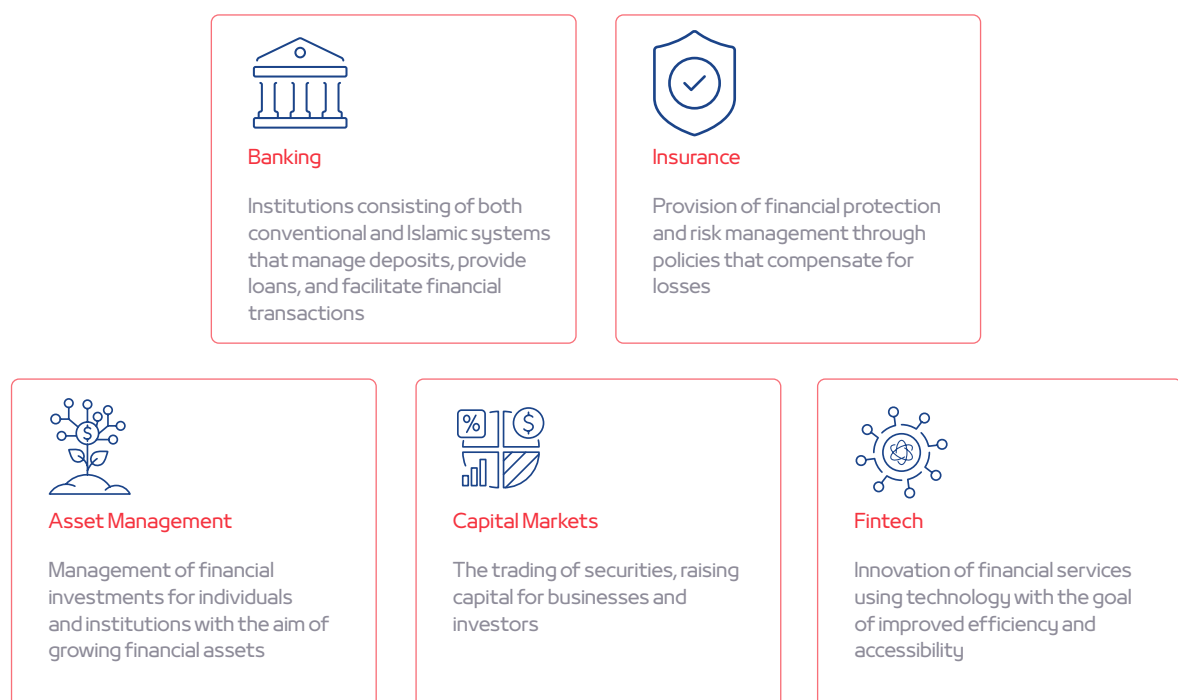 Banking
Institutions consisting of both
conventional and Islamic systems
that manage deposits, provide
loans, and facilitate financial
transactions
Insurance
Provision of financial protection
and risk management through
policies that compensate for
losses
$
Asset Management
Management of financial
investments for individuals
and institutions with the aim of
growing financial assets
% $
Capital Markets
The trading of securities, raising
capital for businesses and
investors
Fintech
Innovation of financial services
using technology with the goal
of improved efficiency and
accessibility